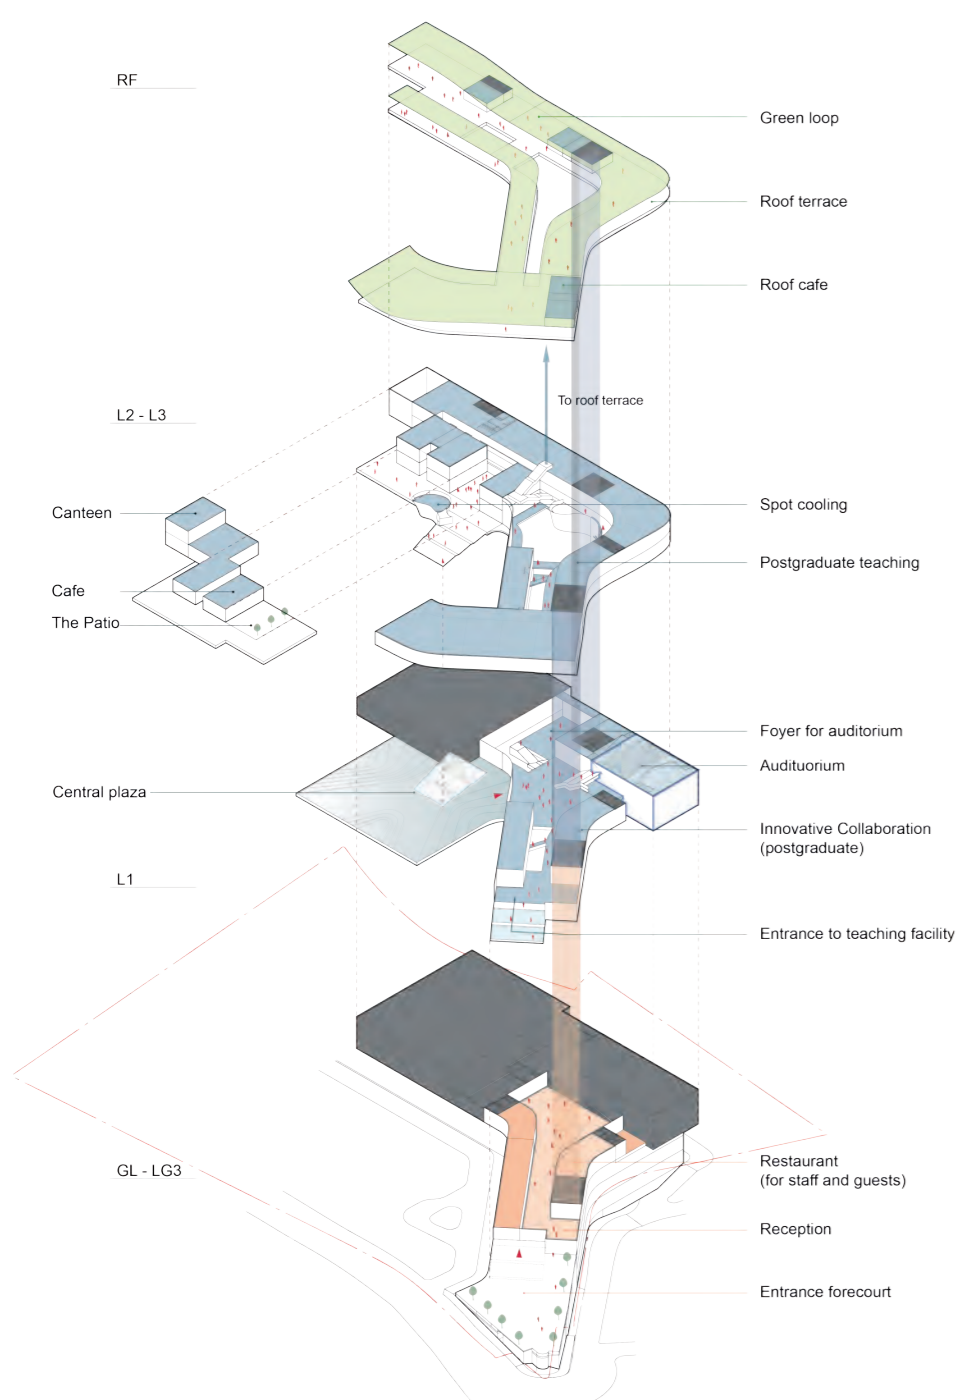 RF
Green loop
Roof terrace
Roof cafe
To roof terrace
L2 - L3
Canteen
Spot cooling
Postgraduate teaching
Cafe
The Patio
Foyer for auditorium
Audituorium
Central plaza
Innovative Collaboration
(postgraduate)
L1
Entrance to teaching facility
GL - LG3
Restaurant
(for staff and guests)
Reception
Entrance forecourt